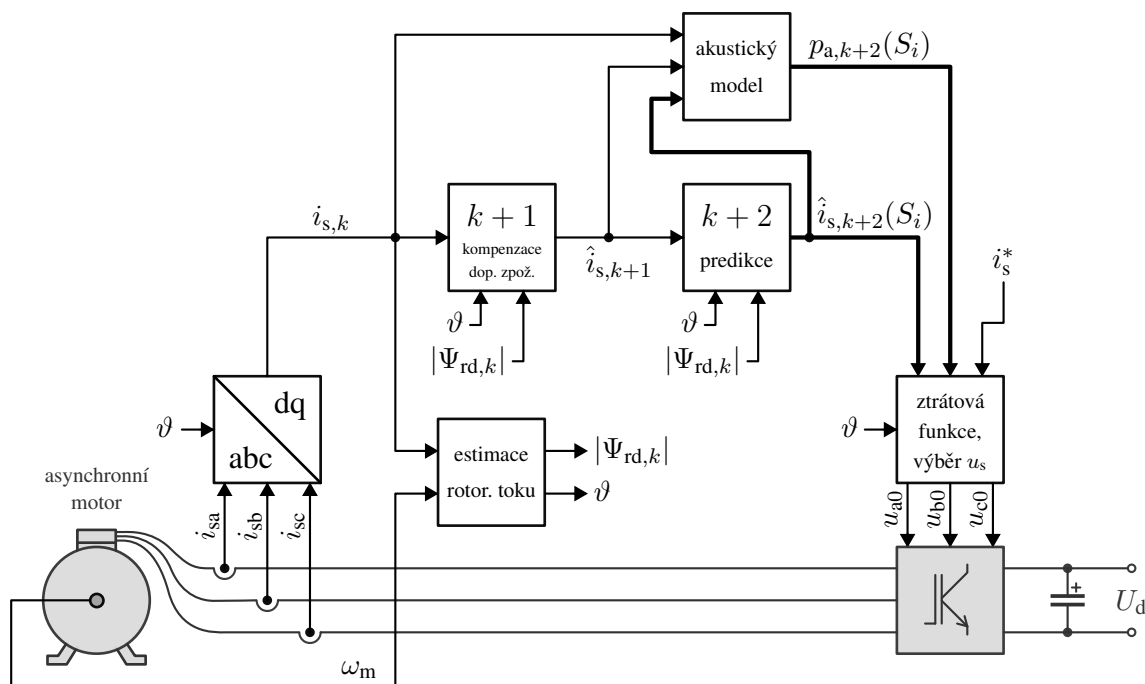 akustický
model
p_{a,k+2}(S_i)
i_{s,k}
k + 1
kompenzace
dop. zpož.
î_{s,k+1}
k + 2
predikce
î_{s,k+2}(S_i)
i_s^*
ϑ
|Ψ_{rd,k}|
ϑ
|Ψ_{rd,k}|
ϑ
dq
abc
estimace
rotor. toku
|Ψ_{rd,k}|
ϑ
ϑ
ztrátová
funkce,
výběr u_s
asynchronní
motor
i_{sa}
i_{sb}
i_{sc}
u_{a0}
u_{b0}
u_{c0}
+
U_d
ω_m